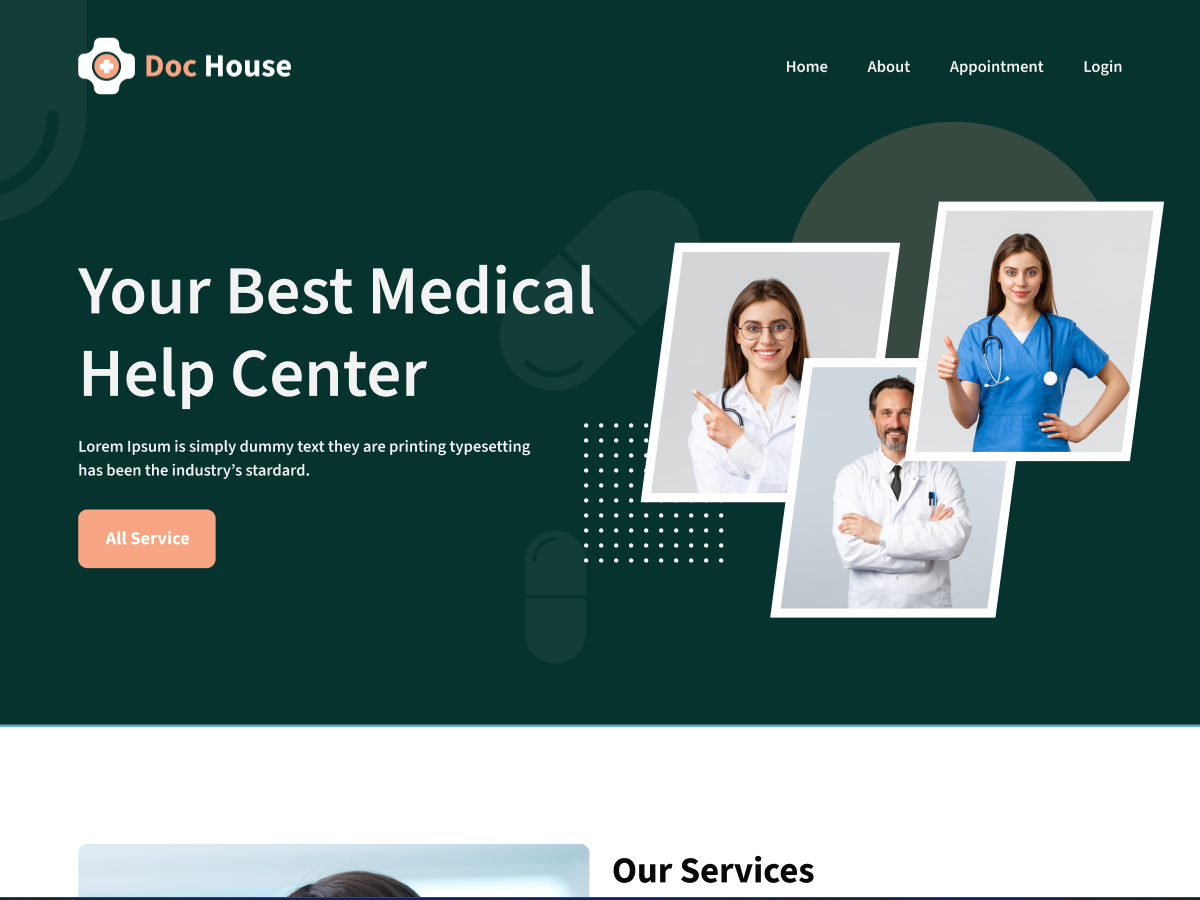 Doc House
Home
About
Appointment
Login
Your Best Medical
Help Center
Lorem Ipsum is simply dummy text they are printing typesetting
has been the industry’s stardard.
All Service
Our Services